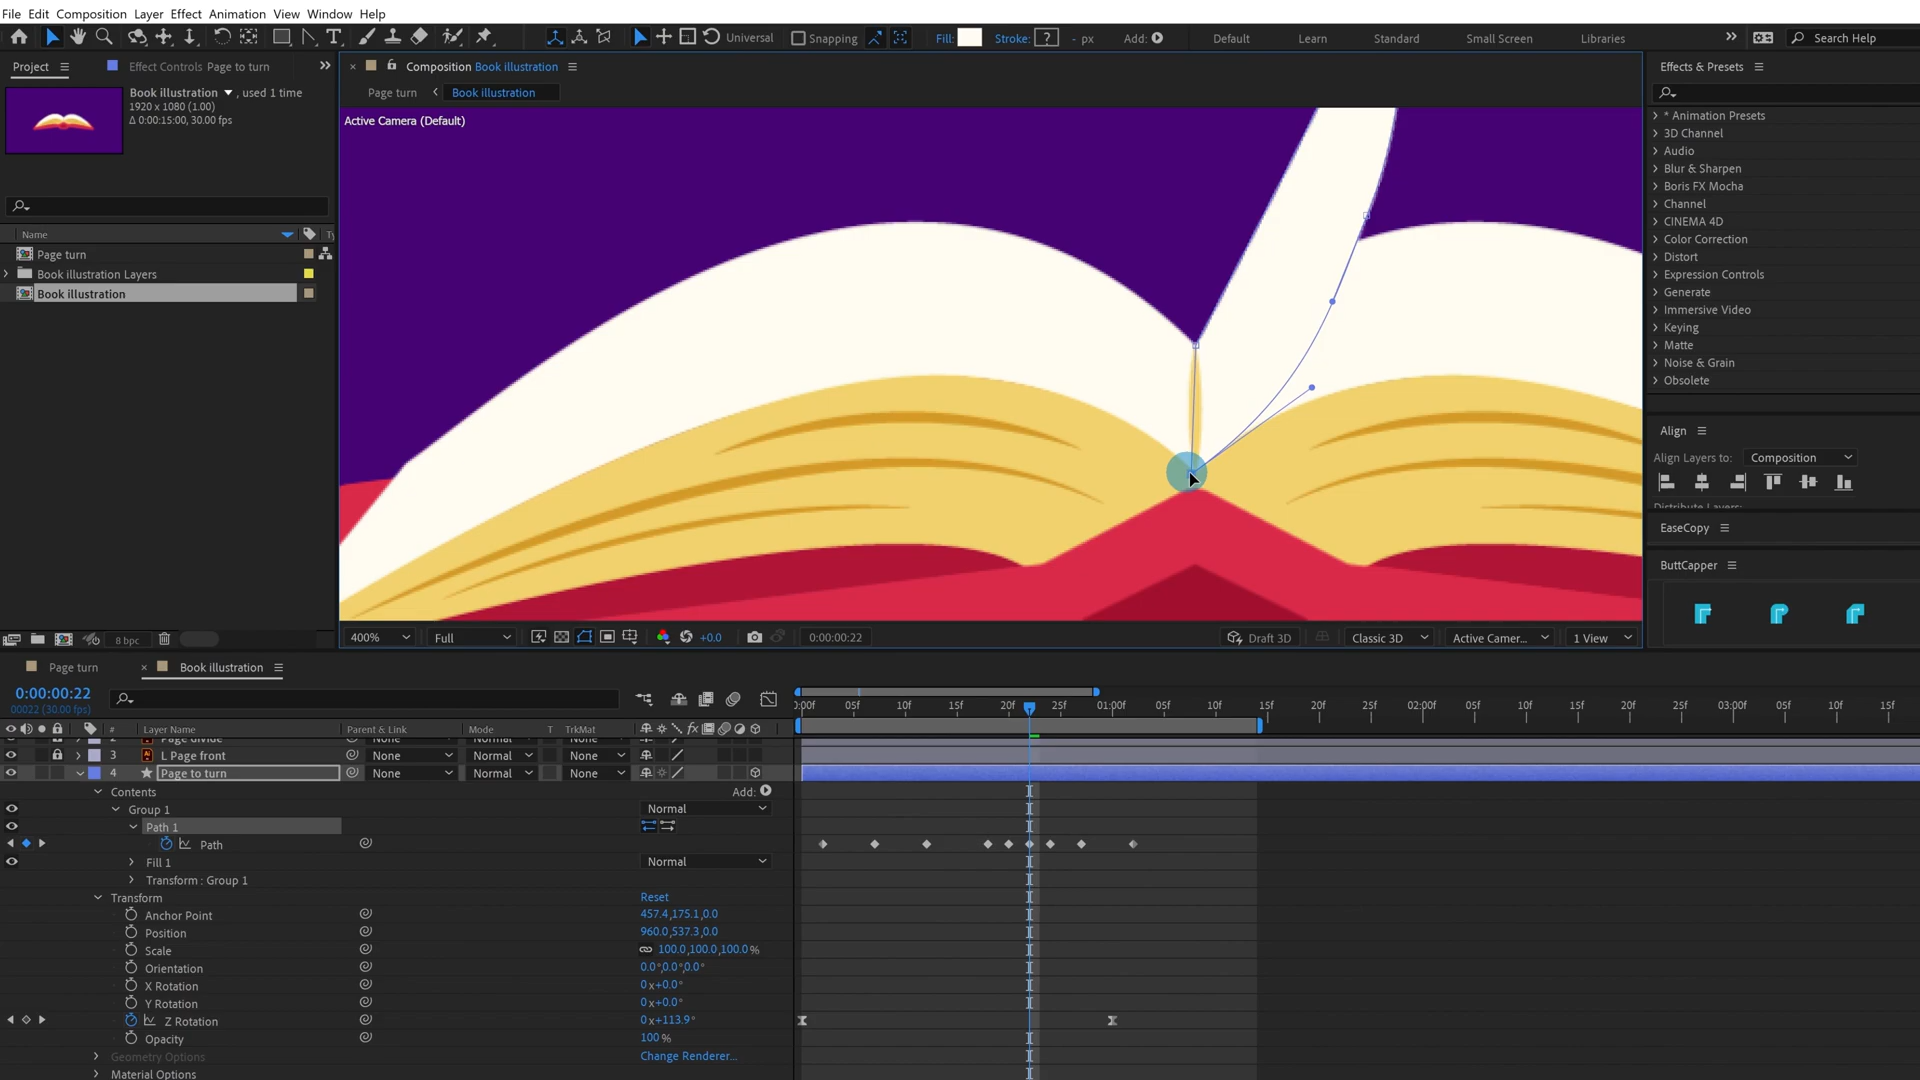 File Edit Composition Layer Effect Animation View Window Help
Universal Snapping Fill: Stroke: ? - px Add: Default Learn Standard Small Screen Libraries Search Help
Project Effect Controls Page to turn
Composition Book illustration
Effects & Presets
Book illustration , used 1 time
1920 x 1080 (1.00)
Δ 0:00:15:00, 30.00 fps
Page turn Book illustration
Active Camera (Default)
Name
Page turn
Book illustration Layers
Book illustration
* Animation Presets
3D Channel
Audio
Blur & Sharpen
Boris FX Mocha
Channel
CINEMA 4D
Color Correction
Distort
Expression Controls
Generate
Immersive Video
Keying
Matte
Noise & Grain
Obsolete
Align
Align Layers to: Composition
EaseCopy
ButtCapper
8 bpc
400% Full +0.0 0:00:00:22 Draft 3D Classic 3D Active Camer... 1 View
Page turn Book illustration
0:00:00:22
00022 (30.00 fps)
0:00f 05f 10f 15f 20f 25f 01:00f 05f 10f 15f 20f 25f 02:00f 05f 10f 15f 20f 25f 03:00f 05f 10f 15f
# Layer Name Parent & Link Mode T TrkMat
Page divide None Normal None
3 L Page front None Normal None
4 Page to turn None Normal None
Contents Add:
Group 1 Normal
Path 1
Path
Fill 1 Normal
Transform : Group 1
Transform Reset
Anchor Point 457.4,175.1,0.0
Position 960.0,537.3,0.0
Scale 100.0,100.0,100.0 %
Orientation 0.0°,0.0°,0.0°
X Rotation 0x+0.0°
Y Rotation 0x+0.0°
Z Rotation 0x+113.9°
Opacity 100 %
Geometry Options Change Renderer...
Material Options